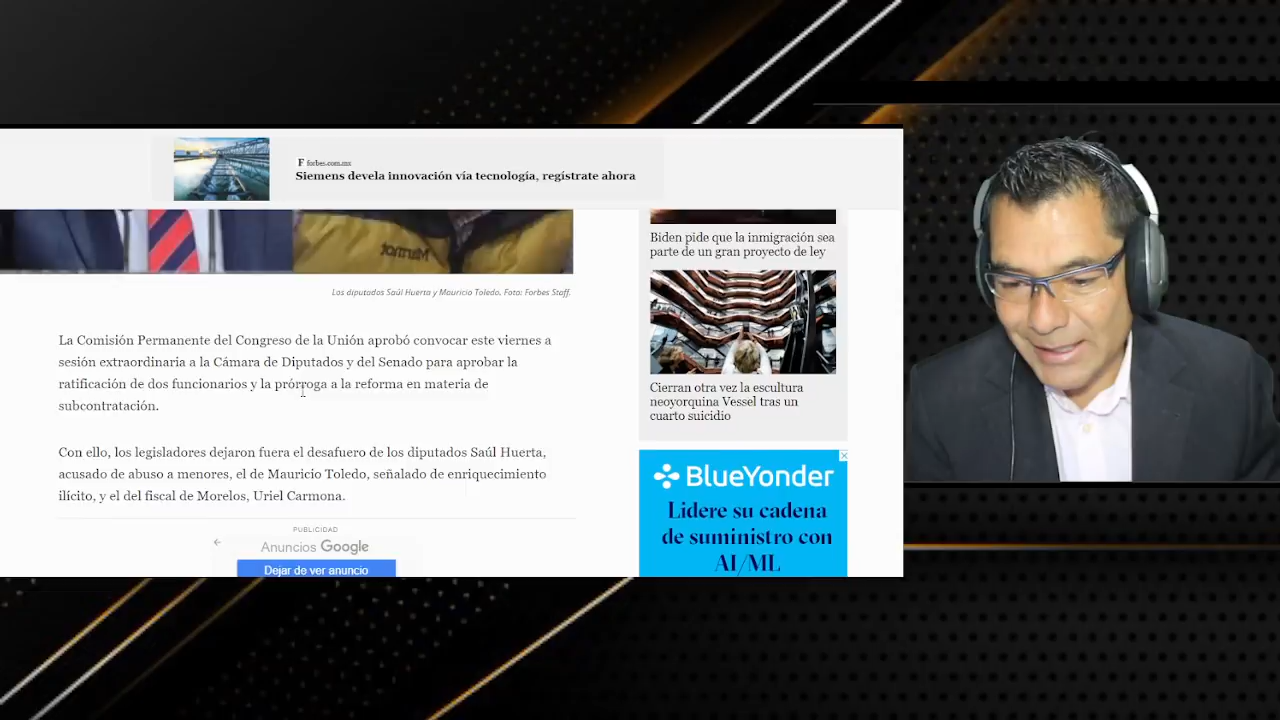 F forbes.com.mx
Siemens devela innovación vía tecnología, regístrate ahora
Los diputados Saúl Huerta y Mauricio Toledo. Foto: Forbes Staff.
La Comisión Permanente del Congreso de la Unión aprobó convocar este viernes a
sesión extraordinaria a la Cámara de Diputados y del Senado para aprobar la
ratificación de dos funcionarios y la prórroga a la reforma en materia de
subcontratación.
Con ello, los legisladores dejaron fuera el desafuero de los diputados Saúl Huerta,
acusado de abuso a menores, el de Mauricio Toledo, señalado de enriquecimiento
ilícito, y el del fiscal de Morelos, Uriel Carmona.
PUBLICIDAD
Anuncios Google
Dejar de ver anuncio
Biden pide que la inmigración sea
parte de un gran proyecto de ley
Cierran otra vez la escultura
neoyorquina Vessel tras un
cuarto suicidio
BlueYonder
Lidere su cadena
de suministro con
AI/ML